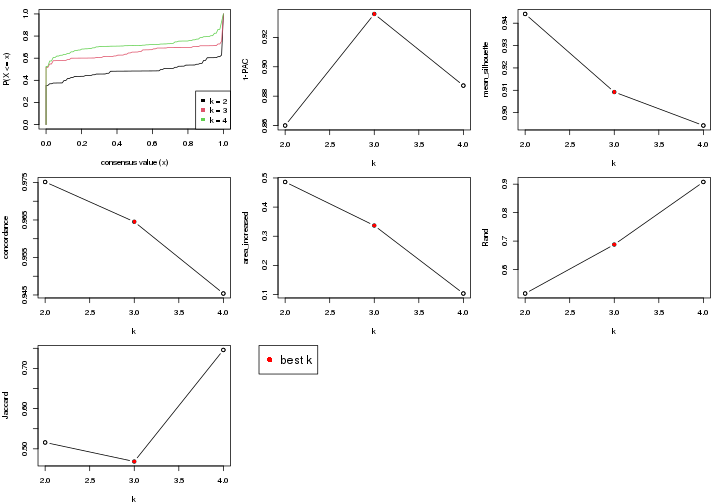 P(X <= x)
0.0 0.2 0.4 0.6 0.8 1.0
k = 2
k = 3
k = 4
0.0 0.2 0.4 0.6 0.8 1.0
consensus value (x)
1-PAC
0.86 0.88 0.90 0.92
2.0 2.5 3.0 3.5 4.0
k
mean_silhouette
0.90 0.91 0.92 0.93 0.94
2.0 2.5 3.0 3.5 4.0
k
concordance
0.945 0.955 0.965 0.975
2.0 2.5 3.0 3.5 4.0
k
area_increased
0.1 0.2 0.3 0.4 0.5
2.0 2.5 3.0 3.5 4.0
k
Rand
0.6 0.7 0.8 0.9
2.0 2.5 3.0 3.5 4.0
k
Jaccard
0.50 0.60 0.70
2.0 2.5 3.0 3.5 4.0
k
best k